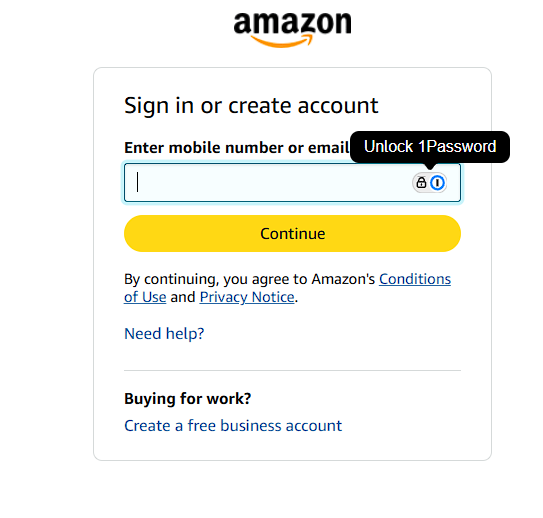 amazon
Sign in or create account
Enter mobile number or email
Unlock 1Password
Continue
By continuing, you agree to Amazon's Conditions
of Use and Privacy Notice.
Need help?
Buying for work?
Create a free business account